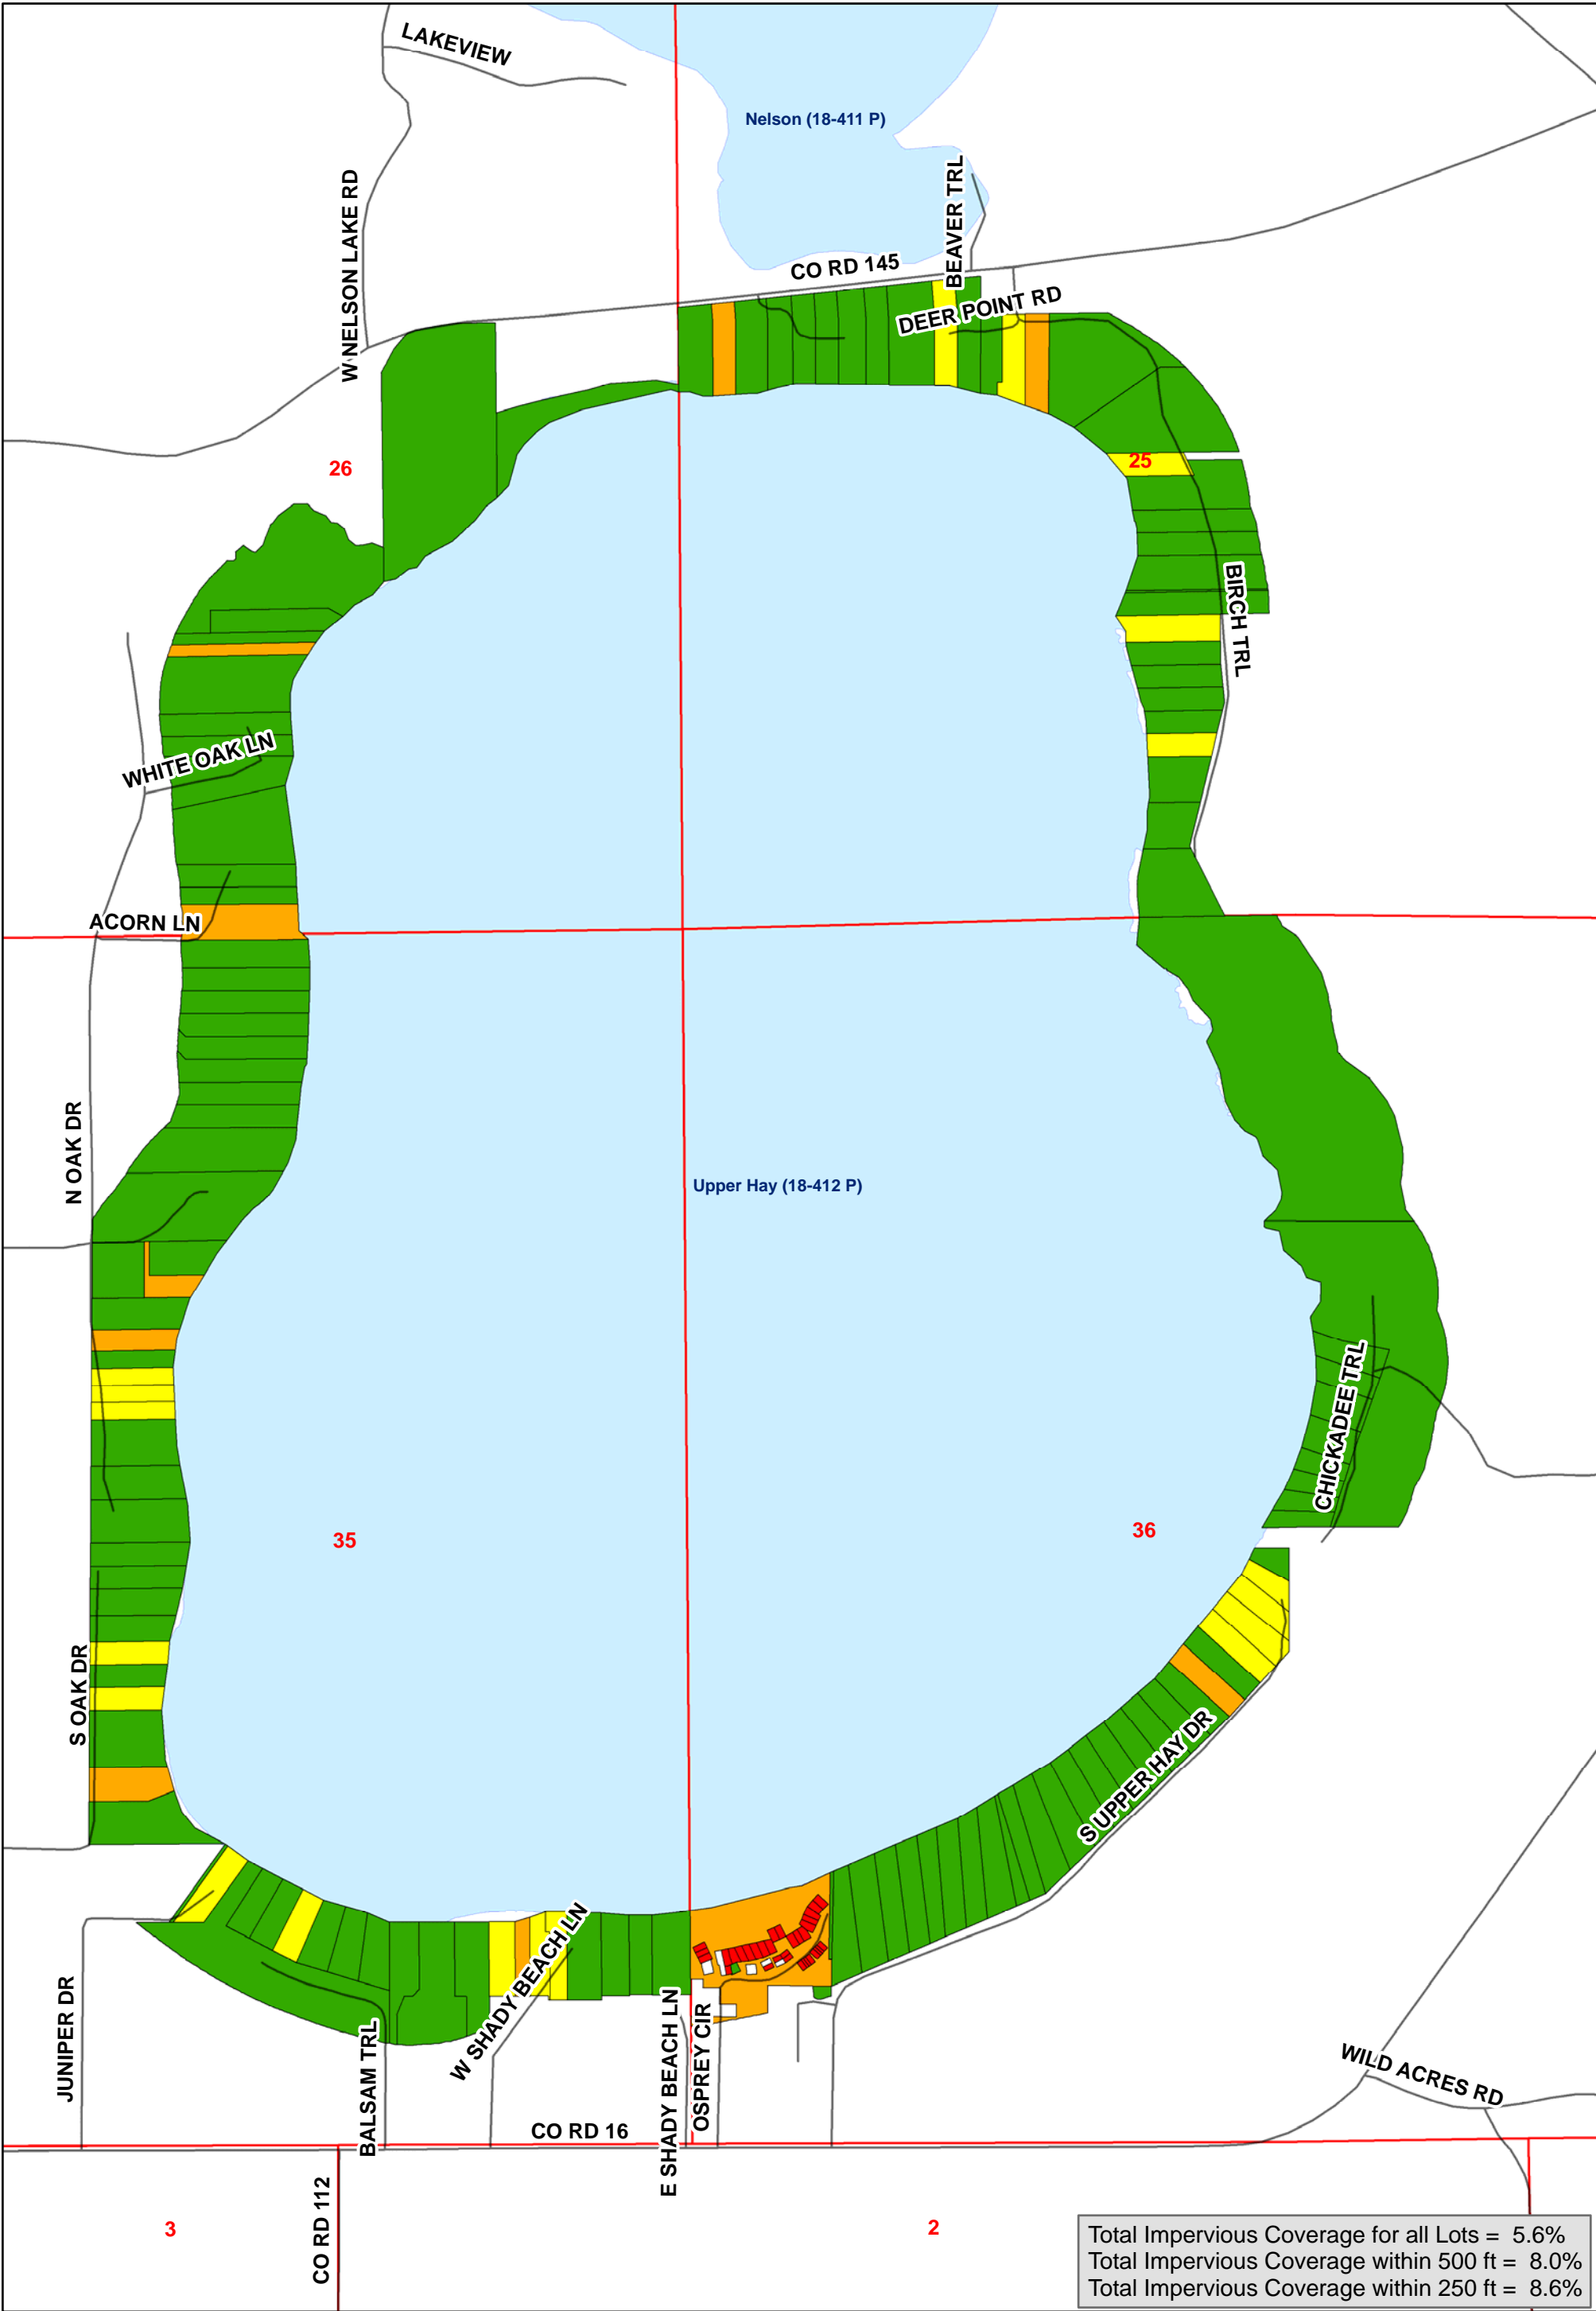 LAKEVIEW
Nelson (18-411 P)
W NELSON LAKE RD
BEAVER TRL
CO RD 145
DEER POINT RD
26
25
BIRCH TRL
WHITE OAK LN
ACORN LN
N OAK DR
Upper Hay (18-412 P)
CHICKADEE TRL
35
36
S OAK DR
S UPPER HAY DR
W SHADY BEACH LN
JUNIPER DR
BALSAM TRL
E SHADY BEACH LN
OSPREY CIR
WILD ACRES RD
CO RD 16
CO RD 112
3
2
Total Impervious Coverage for all Lots = 5.6%
Total Impervious Coverage within 500 ft = 8.0%
Total Impervious Coverage within 250 ft = 8.6%